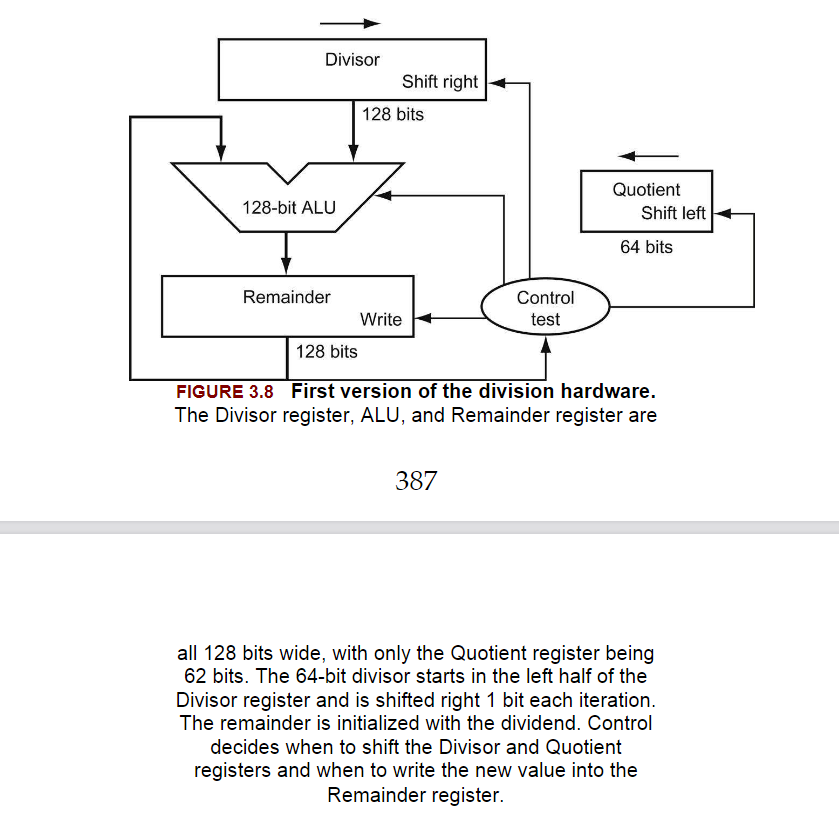 Divisor
Shift right
128 bits
128-bit ALU
Quotient
Shift left
64 bits
Remainder
Write
Control
test
128 bits
FIGURE 3.8 First version of the division hardware.
The Divisor register, ALU, and Remainder register are
387
all 128 bits wide, with only the Quotient register being
62 bits. The 64-bit divisor starts in the left half of the
Divisor register and is shifted right 1 bit each iteration.
The remainder is initialized with the dividend. Control
decides when to shift the Divisor and Quotient
registers and when to write the new value into the
Remainder register.